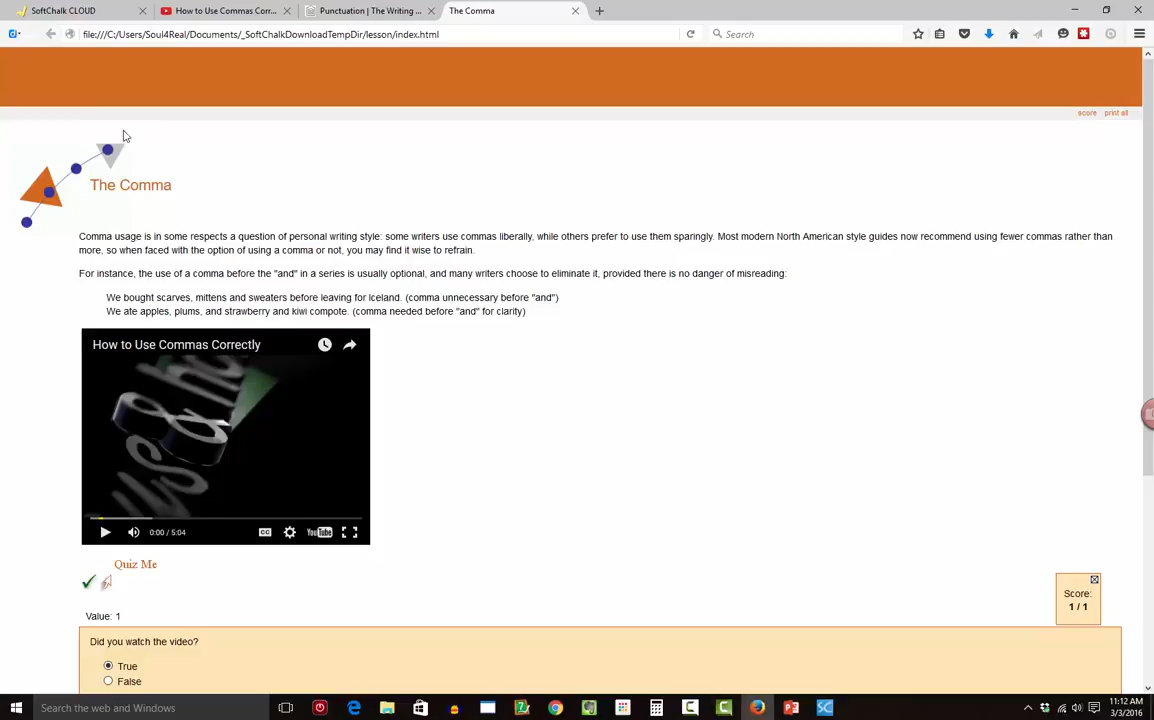 SoftChalk CLOUD
How to Use Commas Corr...
Punctuation | The Writing ...
The Comma
file:///C:/Users/Soul4Real/Documents/_SoftChalkDownloadTempDir/lesson/index.html
Search
score print all
The Comma
Comma usage is in some respects a question of personal writing style: some writers use commas liberally, while others prefer to use them sparingly. Most modern North American style guides now recommend using fewer commas rather than
more, so when faced with the option of using a comma or not, you may find it wise to refrain.
For instance, the use of a comma before the "and" in a series is usually optional, and many writers choose to eliminate it, provided there is no danger of misreading:
We bought scarves, mittens and sweaters before leaving for Iceland. (comma unnecessary before "and")
We ate apples, plums, and strawberry and kiwi compote. (comma needed before "and" for clarity)
How to Use Commas Correctly
0:00 / 5:04
CC
YouTube
Quiz Me
Value: 1
Score:
1 / 1
Did you watch the video?
True
False
Search the web and Windows
SC
11:12 AM
3/3/2016